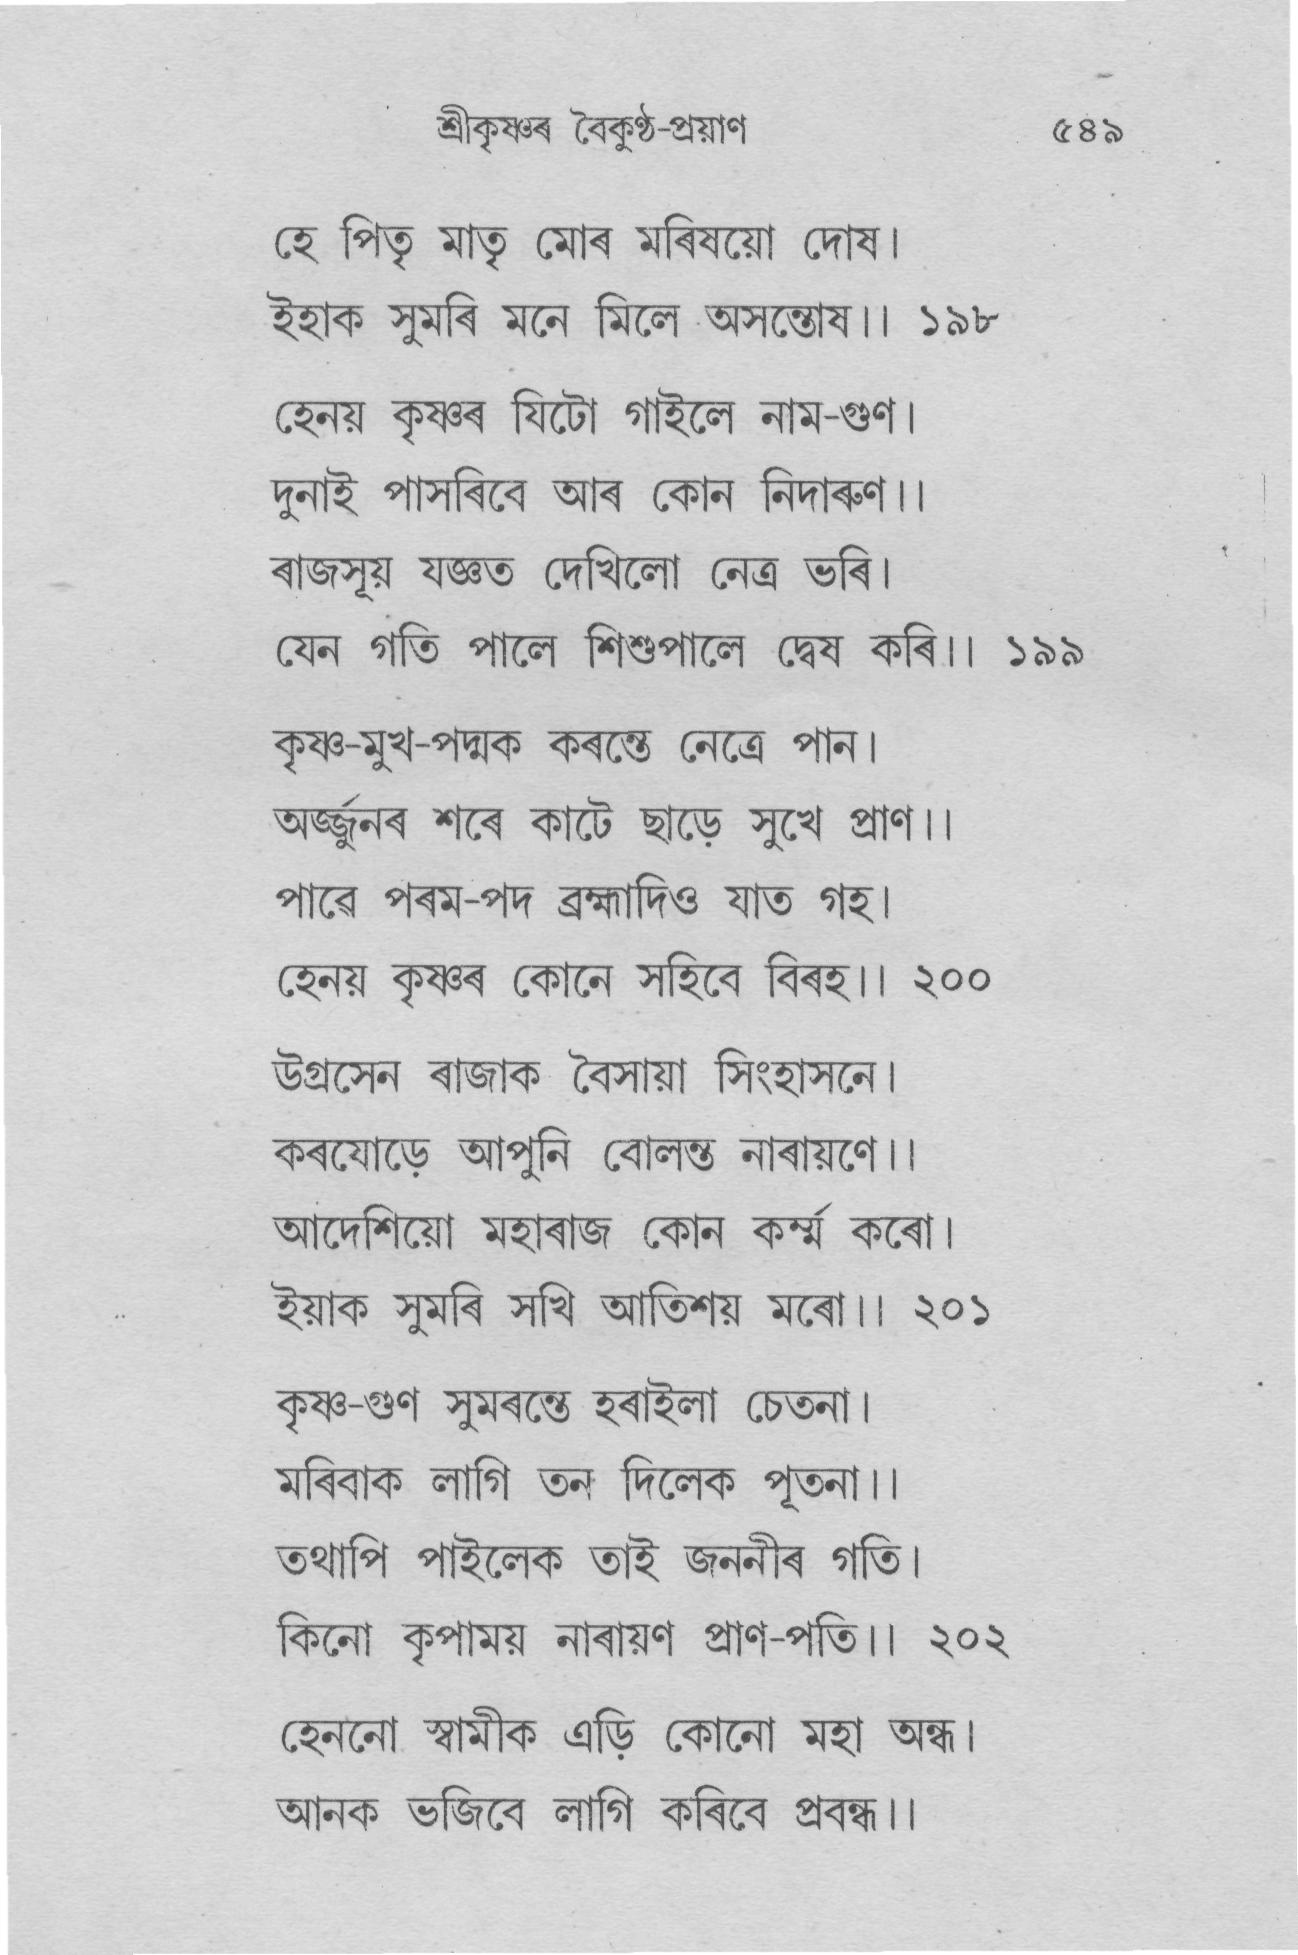 শ্ৰীকৃষ্ণৰ বৈকুণ্ঠ-প্ৰয়াণ ৫৪৯
হে পিতৃ মাতৃ মোৰ মৰিষয়ো দোষ।
ইহাক সুমৰি মনে মিলে অসন্তোষ।। ১৯৮
হেনয় কৃষ্ণৰ যিটো গাইলে নাম-গুণ।
দুনাই পাসৰিবে আৰ কোন নিদাৰুণ।।
ৰাজসূয় যজ্ঞত দেখিলো নেত্ৰ ভৰি।
যেন গতি পালে শিশুপালে দ্বেষ কৰি।। ১৯৯
কৃষ্ণ-মুখ-পদ্মক কৰন্তে নেত্ৰে পান।
অৰ্জ্জুনৰ শৰে কাটে ছাড়ে সুখে প্ৰাণ।।
পাৱে পৰম-পদ ব্ৰহ্মাদিও যাত গহ।
হেনয় কৃষ্ণৰ কোনে সহিবে বিৰহ।। ২০০
উগ্ৰসেন ৰাজাক বৈসায়া সিংহাসনে।
কৰযোড়ে আপুনি বোলন্ত নাৰায়ণে।।
আদেশিয়ো মহাৰাজ কোন কৰ্ম্ম কৰো।
ইয়াক সুমৰি সখি আতিশয় মৰো।। ২০১
কৃষ্ণ-গুণ সুমৰন্তে হৰাইলা চেতনা।
মৰিবাক লাগি তন দিলেক পূতনা।।
তথাপি পাইলেক তাই জননীৰ গতি।
কিনো কৃপাময় নাৰায়ণ প্ৰাণ-পতি।। ২০২
হেননো স্বামীক এড়ি কোনো মহা অন্ধ।
আনক ভজিবে লাগি কৰিবে প্ৰবন্ধ।।